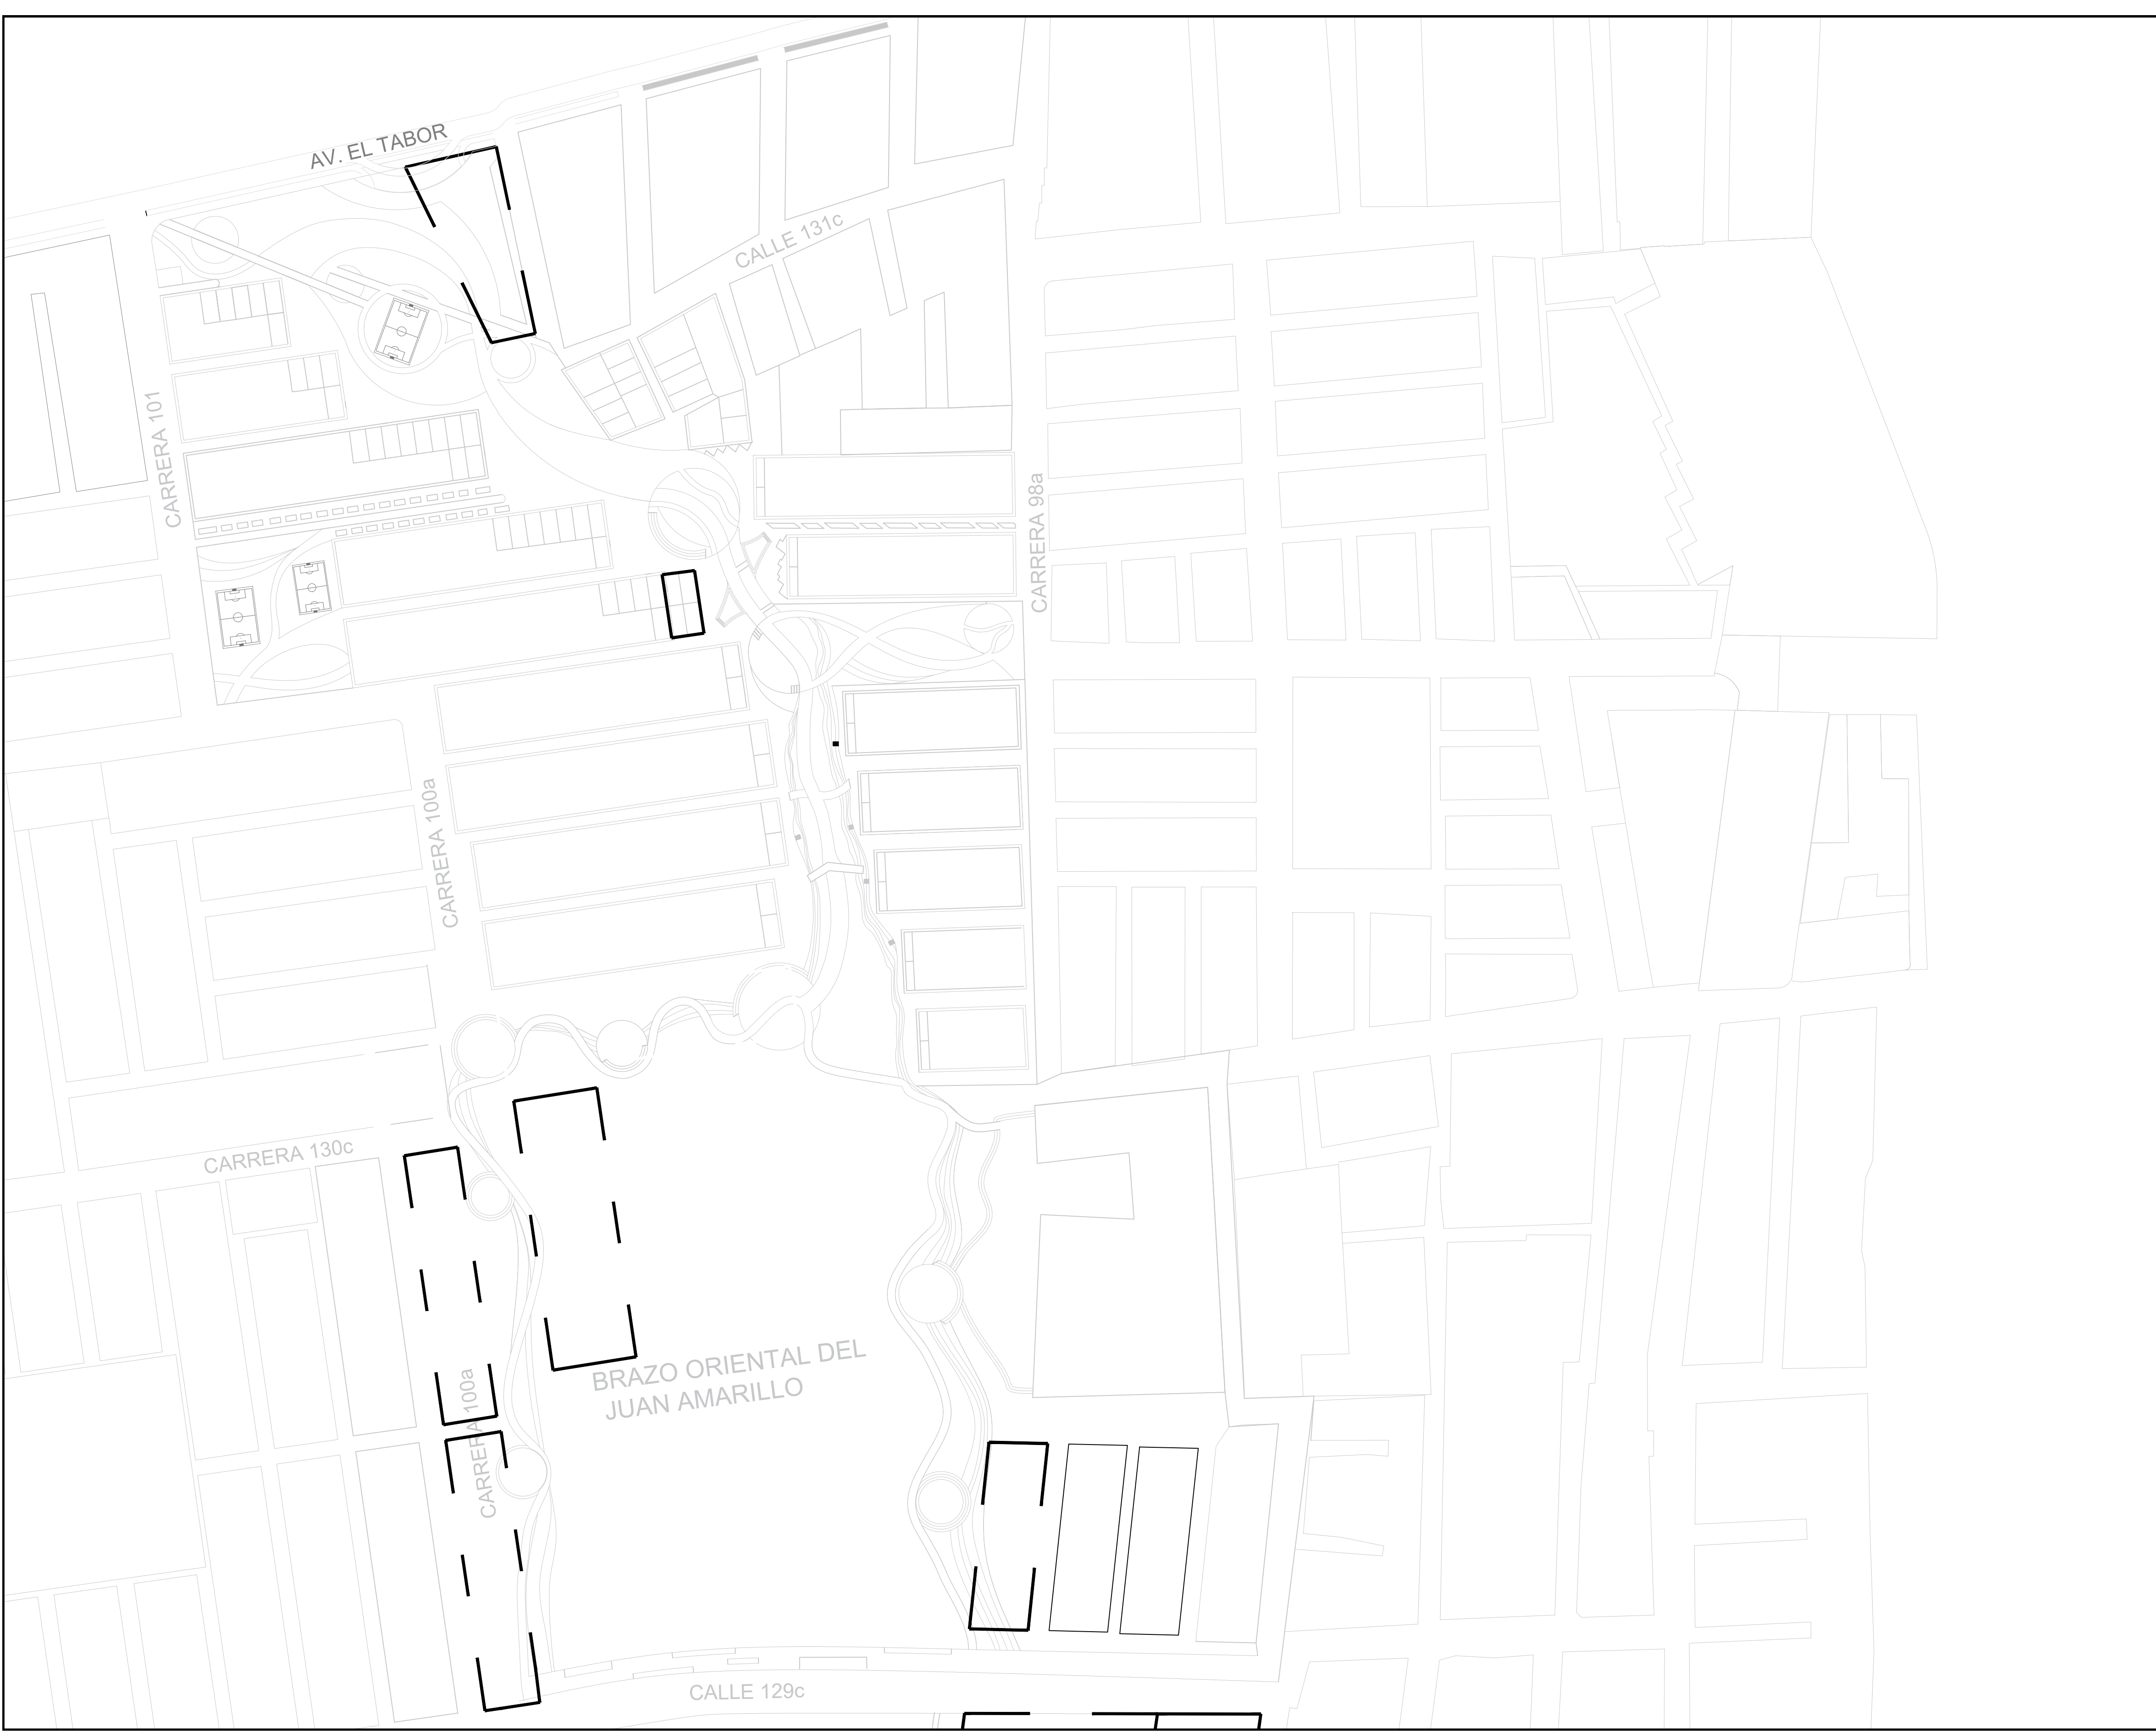 AV. EL TABOR
CALLE 131c
CARRERA 101
CARRERA 98a
CARRERA 100a
CARRERA 130c
BRAZO ORIENTAL DEL
JUAN AMARILLO
CARRERA 100a
CALLE 129c